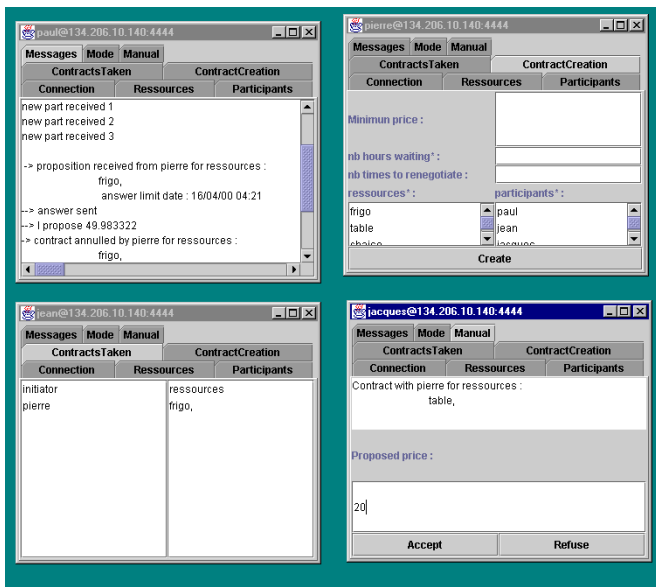 paul@134.206.10.140:4444
Messages Mode Manual
ContractsTaken ContractCreation
Connection Ressources Participants
new part received 1
new part received 2
new part received 3
-> proposition received from pierre for ressources :
frigo,
answer limit date : 16/04/00 04:21
--> answer sent
--> I propose 49.983322
-> contract annulled by pierre for ressources :
frigo,
pierre@134.206.10.140:4444
Messages Mode Manual
ContractsTaken ContractCreation
Connection Ressources Participants
Minimun price :
nb hours waiting* :
nb times to renegotiate :
ressources* : participants* :
frigo paul
table jean
Create
jean@134.206.10.140:4444
Messages Mode Manual
ContractsTaken ContractCreation
Connection Ressources Participants
initiator ressources
pierre frigo,
jacques@134.206.10.140:4444
Messages Mode Manual
ContractsTaken ContractCreation
Connection Ressources Participants
Contract with pierre for ressources :
table,
Proposed price :
20
Accept Refuse